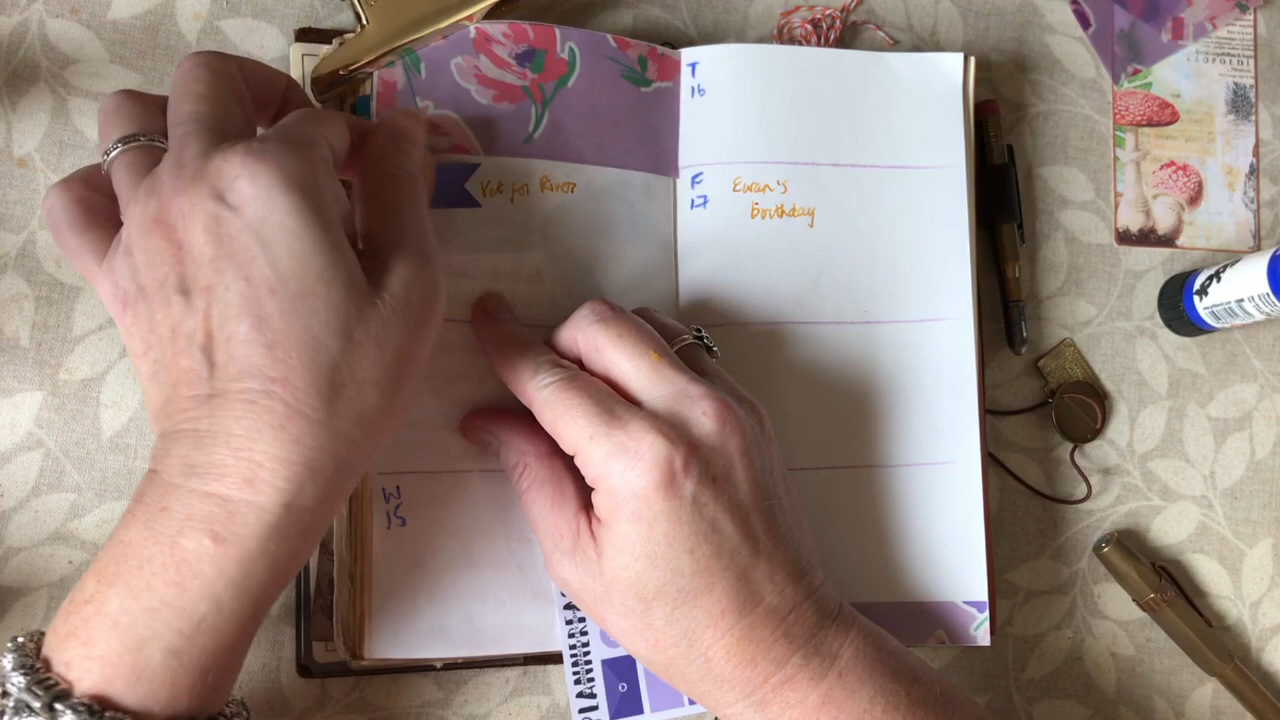 Vet for River
W
15
T
16
F
17
Ewan's
birthday
LEOPOLDI